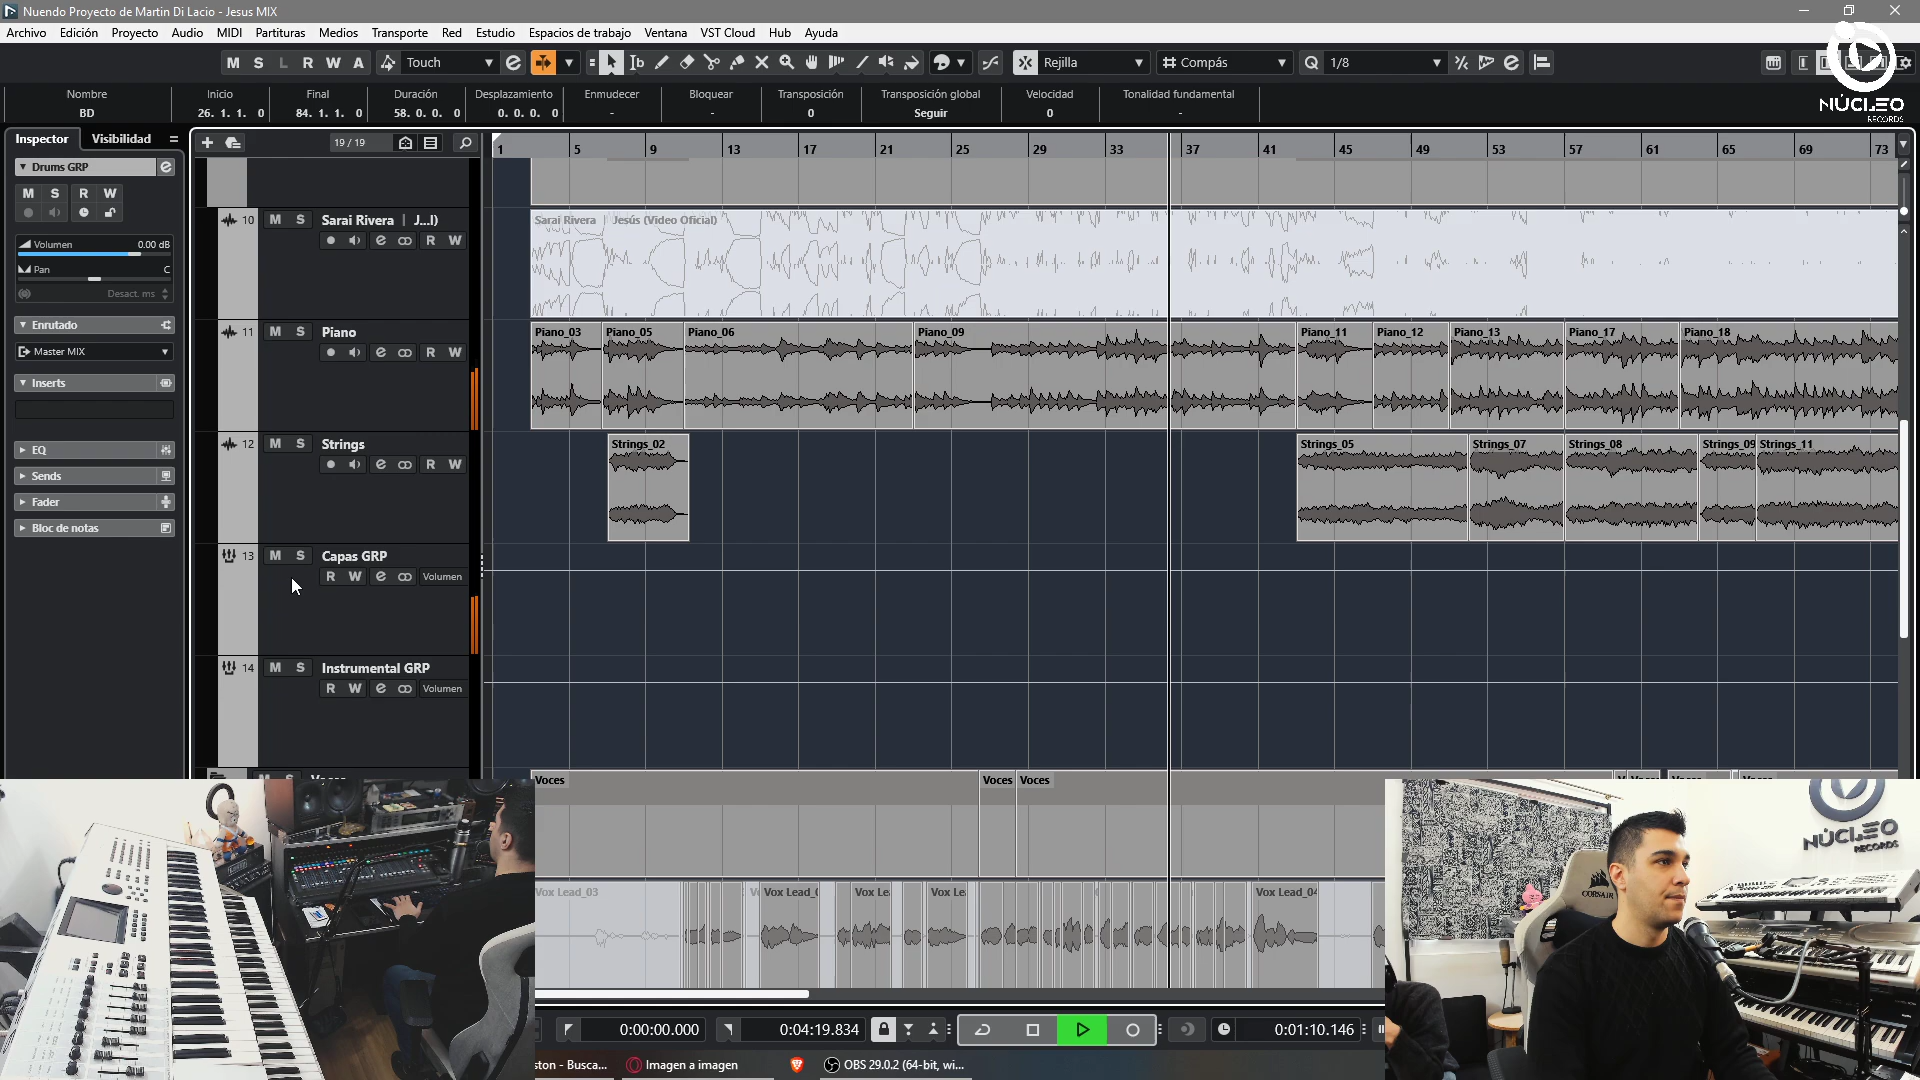 Nuendo Proyecto de Martin Di Lacio - Jesus MIX
Archivo Edición Proyecto Audio MIDI Partituras Medios Transporte Red Estudio Espacios de trabajo Ventana VST Cloud Hub Ayuda
M S L R W A Touch Rejilla Compás Q 1/8
NÚCLEO
RECORDS
Nombre Inicio Final Duración Desplazamiento Enmudecer Bloquear Transposición Transposición global Velocidad Tonalidad fundamental
BD 26. 1. 1. 0 84. 1. 1. 0 58. 0. 0. 0 0. 0. 0. 0 - - 0 Seguir 0 -
Inspector Visibilidad 19 / 19
1 5 9 13 17 21 25 29 33 37 41 45 49 53 57 61 65 69 73
Drums GRP
M S R W
Volumen 0.00 dB
Pan C
Desact. ms
Enrutado
Master MIX
Inserts
EQ
Sends
Fader
Bloc de notas
10 M S Sarai Rivera | J...l)
R W
Sarai Rivera | Jesús (Video Oficial)
11 M S Piano
R W
Piano_03 Piano_05 Piano_06 Piano_09 Piano_11 Piano_12 Piano_13 Piano_17 Piano_18
12 M S Strings
R W
Strings_02 Strings_05 Strings_07 Strings_08 Strings_09 Strings_11
13 M S Capas GRP
R W Volumen
14 M S Instrumental GRP
R W Volumen
Voces Voces Voces
Vox Lead_03 Vox Lead_( Vox Le Vox Le Vox Lead_04
NÚCLEO
RECORDS
CORSAIR
0:00:00.000 0:04:19.834 0:01:10.146
ston - Busca... Imagen a imagen OBS 29.0.2 (64-bit, wi...